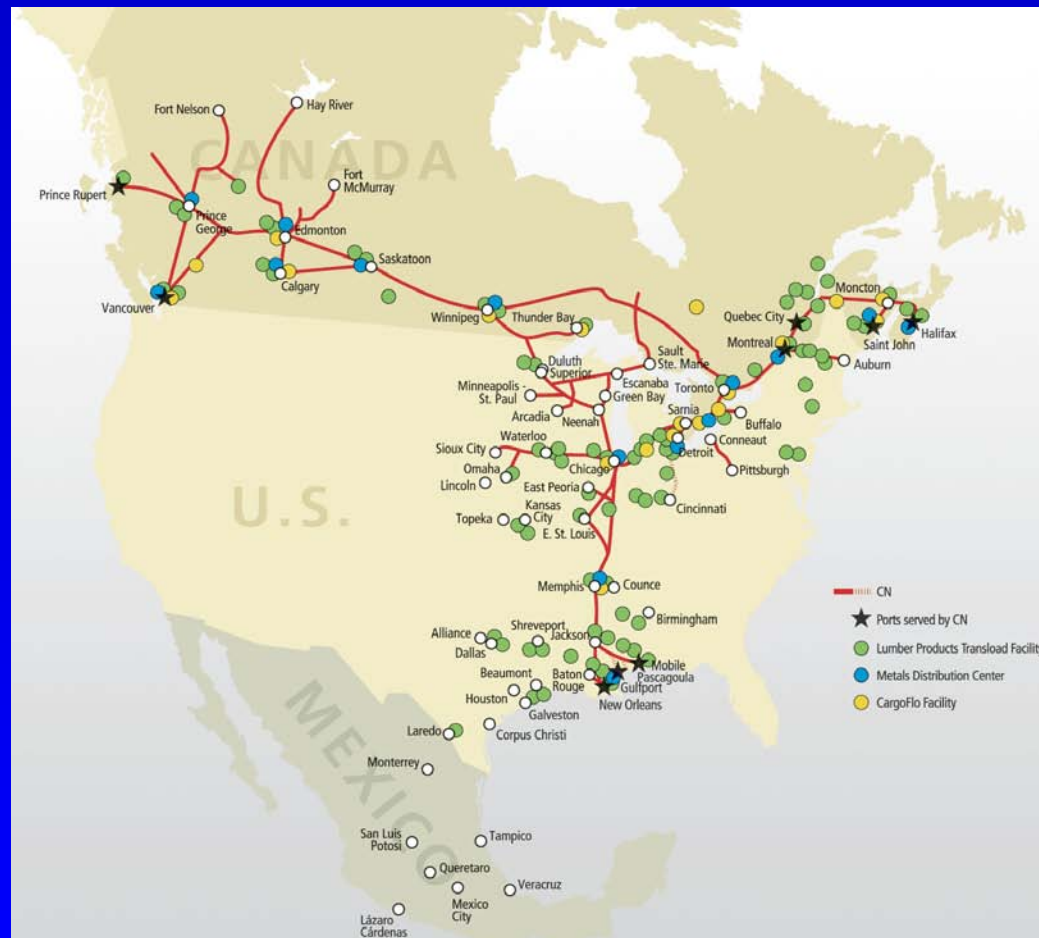 Fort Nelson
Hay River
CANADA
Fort
McMurray
Prince Rupert
Prince
George
Edmonton
Saskatoon
Calgary
Vancouver
Winnipeg
Thunder Bay
Moncton
Quebec City
Halifax
Saint John
Montreal
Auburn
Duluth
Superior
Sault
Ste. Marie
Escanaba
Green Bay
Minneapolis -
St. Paul
Arcadia
Neenah
Toronto
Sarnia
Buffalo
Conneaut
Detroit
Pittsburgh
Waterloo
Sioux City
Omaha
Lincoln
Chicago
East Peoria
Kansas
City
Topeka
E. St. Louis
Cincinnati
U.S.
Memphis
Counce
Birmingham
Shreveport
Jackson
Alliance
Dallas
Beaumont
Baton
Rouge
Mobile
Pascagoula
Gulfport
New Orleans
Houston
Galveston
Laredo
Corpus Christi
MEXICO
Monterrey
San Luis
Potosi
Tampico
Queretaro
Mexico
City
Veracruz
Lázaro
Cárdenas
CN
Ports served by CN
Lumber Products Transload Facility
Metals Distribution Center
CargoFlo Facility